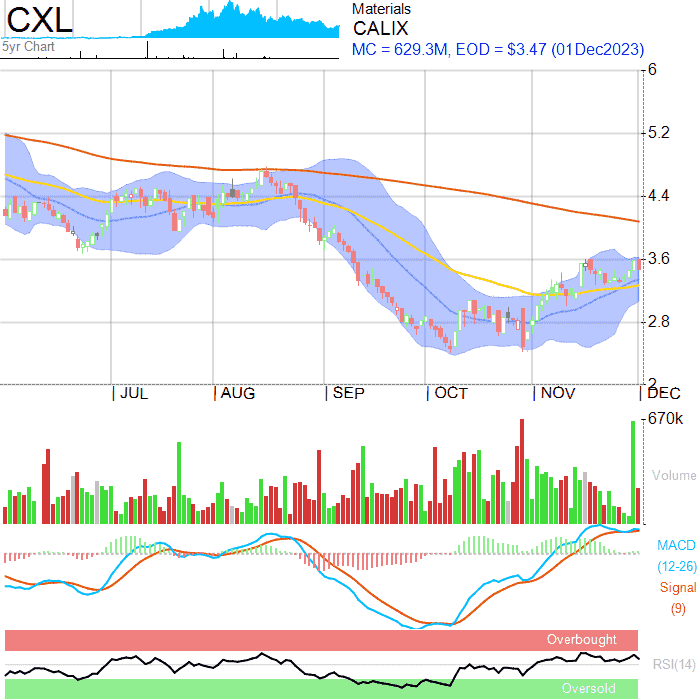 CXL
5yr Chart
Materials
CALIX
MC = 629.3M, EOD = $3.47 (01Dec2023)
6
5.2
4.4
3.6
2.8
2
JUL AUG SEP OCT NOV DEC
670k
Volume
MACD
(12-26)
Signal
(9)
Overbought
RSI(14)
Oversold